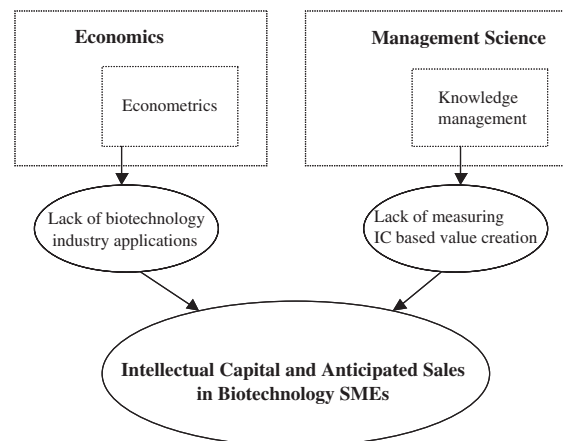 Economics
Management Science
Econometrics
Knowledge
management
Lack of biotechnology
industry applications
Lack of measuring
IC based value creation
Intellectual Capital and Anticipated Sales
in Biotechnology SMEs